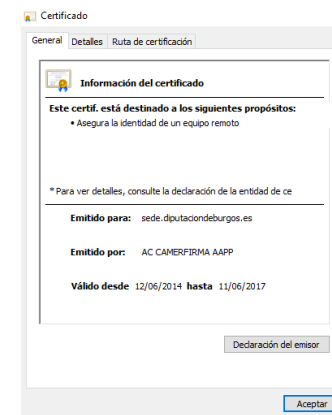 Certificado
General Detalles Ruta de certificación
Información del certificado
Este certif. está destinado a los siguientes propósitos:
• Asegura la identidad de un equipo remoto
* Para ver detalles, consulte la declaración de la entidad de ce
Emitido para: sede.diputaciondeburgos.es
Emitido por: AC CAMERFIRMA AAPP
Válido desde 12/06/2014 hasta 11/06/2017
Declaración del emisor
Aceptar